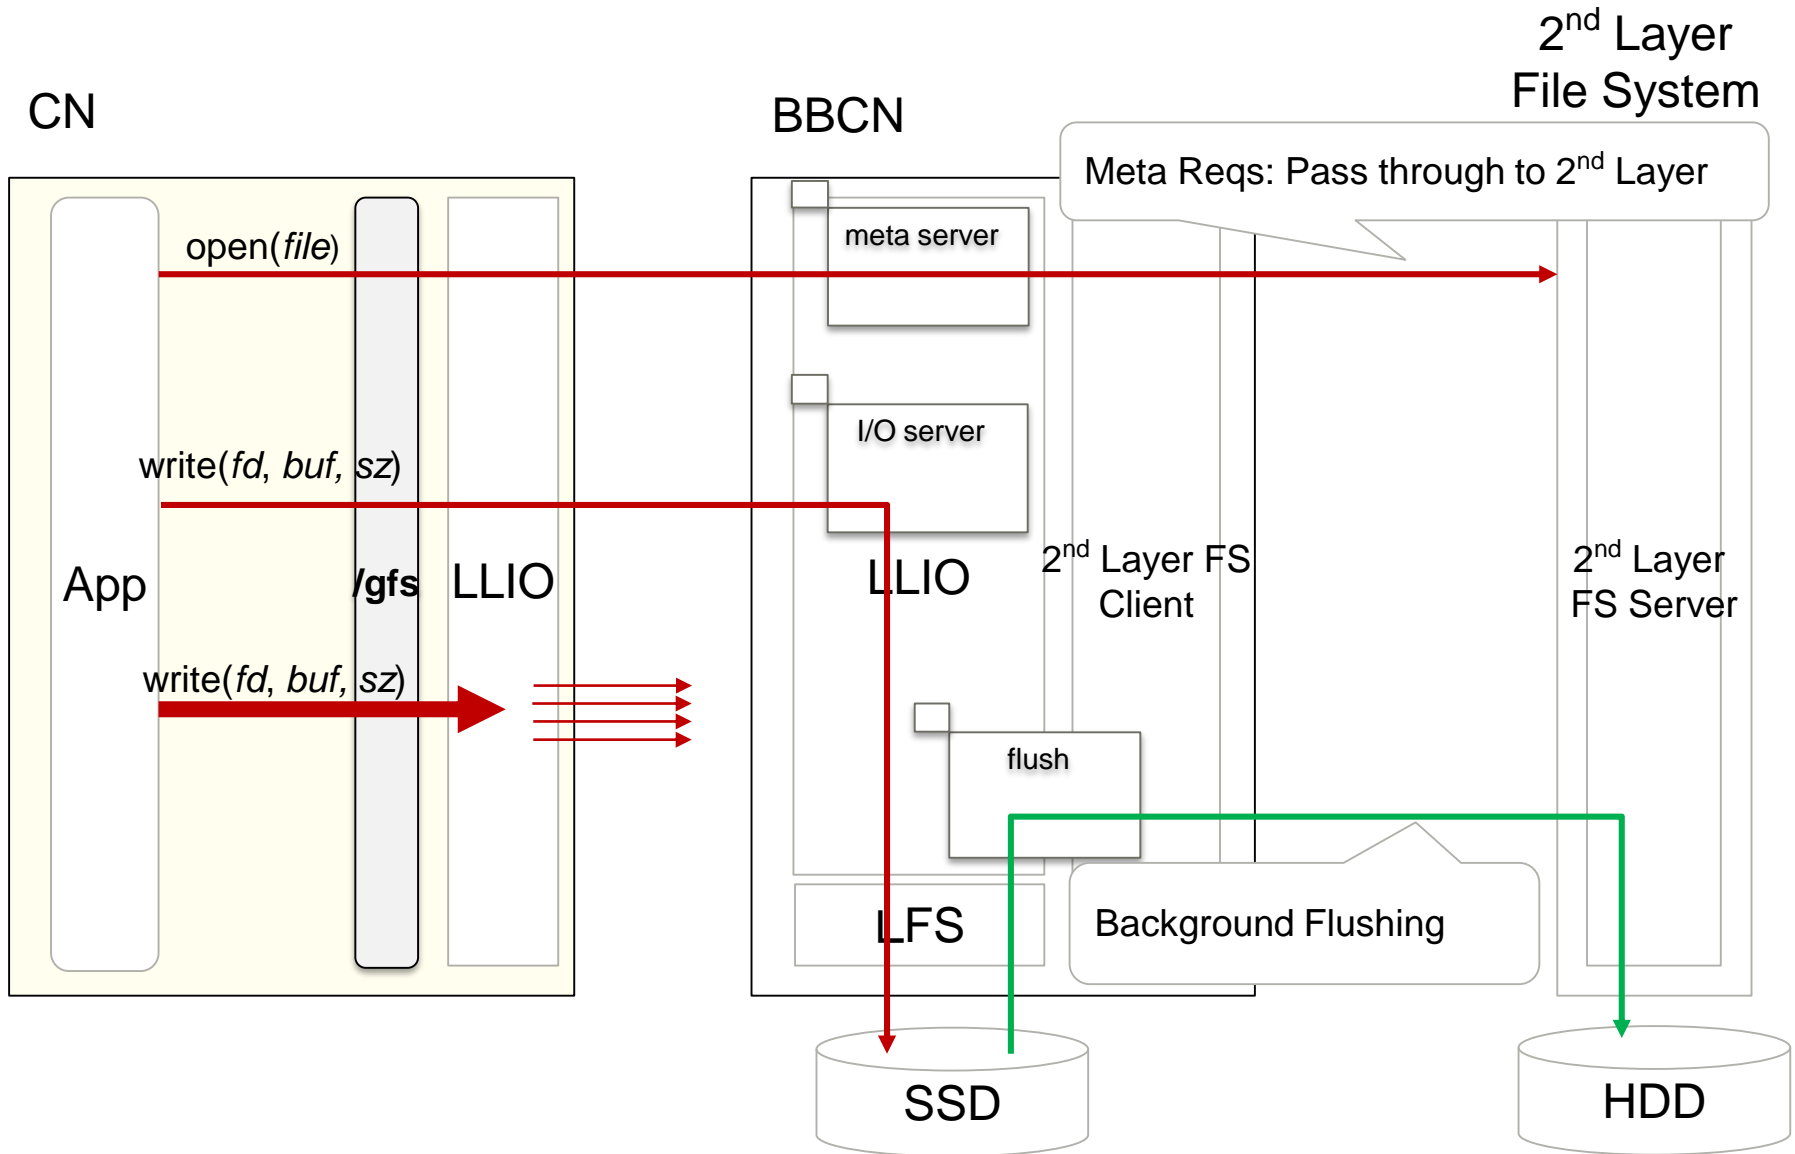 2nd Layer
File System
CN
BBCN
Meta Reqs: Pass through to 2nd Layer
meta server
open(file)
I/O server
write(fd, buf, sz)
App
/gfs
LLIO
LLIO
2nd Layer FS
Client
2nd Layer
FS Server
write(fd, buf, sz)
flush
LFS
Background Flushing
SSD
HDD